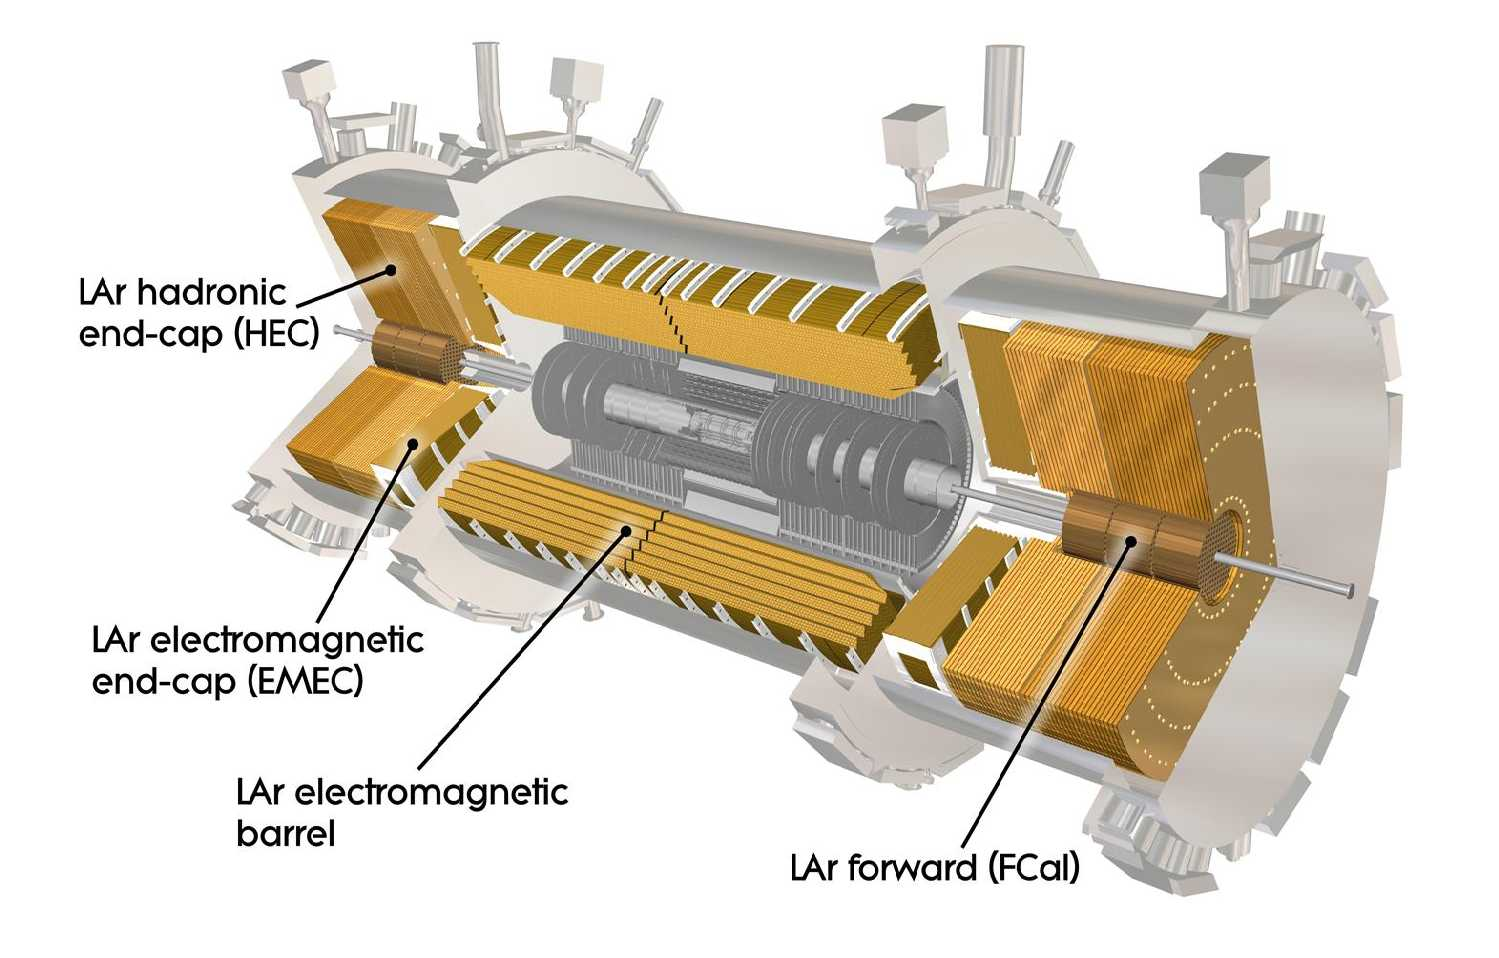 LAr hadronic
end-cap (HEC)
LAr electromagnetic
end-cap (EMEC)
LAr electromagnetic
barrel
LAr forward (FCal)